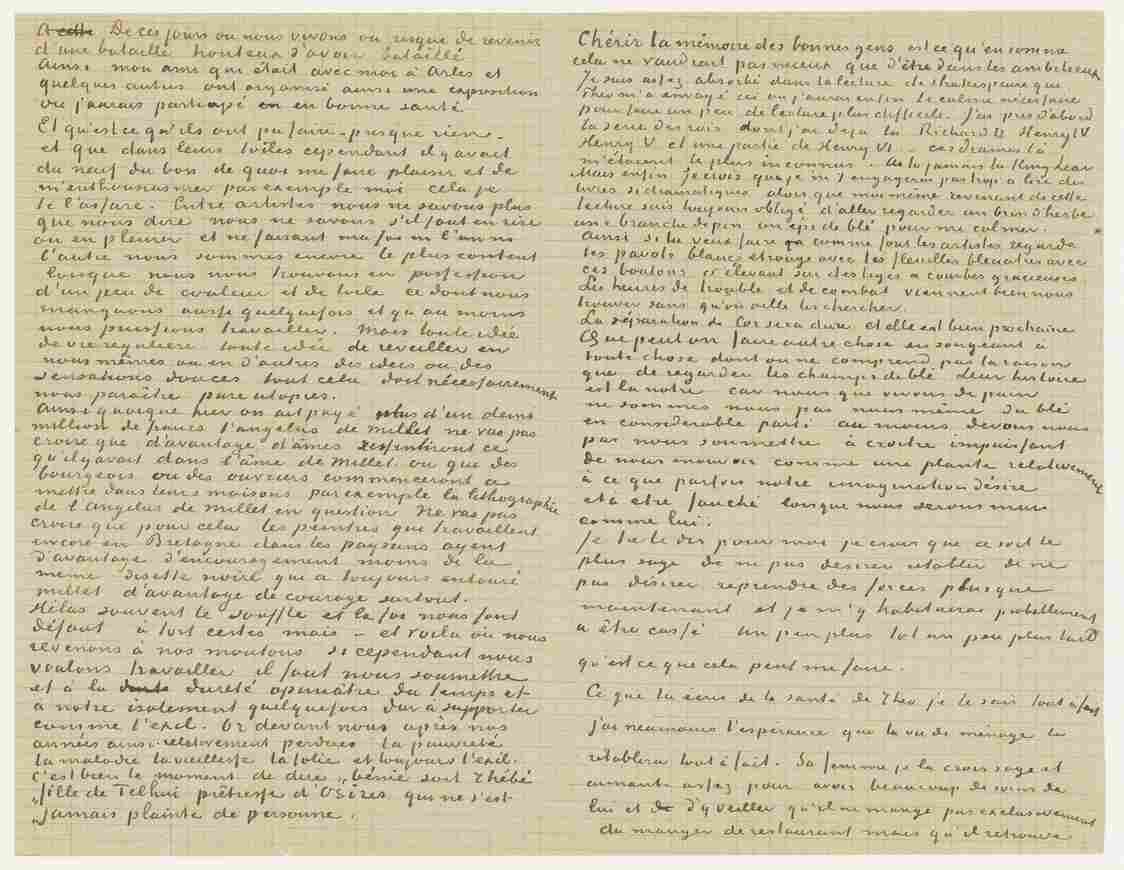 A cette De ces jours ou nous vivons on risque de revenir
d'une bataille honteux d'avoir bataillé
Ainsi mon ami qui était avec moi à Arles et
quelques autres ont organisé ainsi une exposition
ou j'aurais participé en bonne santé.
Et qu'est ce qu'ils ont pu faire – presque rien –
et que dans leurs toiles cependant il y avait
du neuf du bon de quoi me faire plaisir et de
m'enthousiasmer par exemple moi cela je
te l'assure. Entre artistes nous ne savons plus
que nous dire nous ne savons s'il faut en rire
ou en pleurer et ne faisant ma foi ni l'un ni
l'autre nous sommes encore le plus content
lorsque nous nous trouvons en possession
d'un peu de couleur et de toile ce dont nous
manquons aussi quelquefois et qu'au moins
nous puissions travailler. Mais toute idée
de vie regulière toute idée de reveiller en
nous mêmes ou en d'autres des idees ou des
sensations douces tout cela doit nécessairement
nous paraitre pure utopies.
Ainsi quoique hier on ait payé plus d'un demi
million de francs l'angelus de Millet ne vas pas
croire que d'avantage d'âmes sentiront ce
qu'il y avait dans l'âme de Millet. ou que des
bourgeois ou des ouvriers commenceront a
mettre dans leurs maisons par exemple la lithographie
de l'angelus de Millet en question Ne vas pas
croire que pour cela les peintres que travaillent
encore en Bretagne dans les paysans ayent
d'avantage d'encouragement moins de la
meme disette noire qui a toujours entouré
millet d'avantage de courage surtout.
Hélas souvent le souffle et la foi nous font
défaut à tort certes mais – et voila où nous
revenons à nos moutons si cependant nous
voulons travailler il faut nous soumettre
et à la dureté opiniâtre du temps et
à notre isolement quelquefois dur à supporter
comme l'exil. Or devant nous après nos
années ainsi relativement perdues la pauvreté
la maladie la vieillesse la folie et toujours l'exil.
C'est bien le moment de dire „bénie soit Thébé
„fille de Telhui prêtresse d'Osiris qui ne s'est
„jamais plainte de personne.
Chérir la mémoire des bonnes gens est ce qu'en somme
cela ne vaudrait pas mieux que d'être dans les ambitieux
Je suis assez absorbé dans la lecture de Shakespeare que
Theo m'a envoyé ici ou j'aurai enfin le calme nécessaire
pour faire un peu de lecture plus difficile. J'ai pris d'abord
la serie des rois dont j'ai deja lu Richard II Henry IV
Henry V et une partie de Henry VI – ces drames là
m'étaient le plus inconnus. As tu jamais lu King Lear
Mais enfin je crois que je ne t'engagerai pas trop a lire des
livres si dramatiques alors que moi même revenant de cette
lecture suis toujours obligé d'aller regarder un brin d'herbe
une branche de pin un épi de blé pour me calmer.
Ainsi si tu veux faire ça comme font les artistes regarde
les pavots blancs et rouge avec les feuilles bleuatres avec
ces boutons s'elevant sur des tiges a courbes gracieuses
Les heures de trouble et de combat viennent bien nous
trouver sans qu'on aille les chercher.
La séparation de Cor sera dure et elle est bien prochaine
Que peut on faire autre chose en songeant à
toute chose dont on ne comprend pas la raison
que de regarder les champs de blé Leur histoire
est la notre car nous que vivons de pain
ne sommes nous pas nous même du blé
en considerable parti au moins devons nous
pas nous soumettre à croitre impuissant
de nous mouvoir comme une plante relativement
à ce que parfois notre imagination désire
et à etre fauché lorsque nous serons mur
comme lui.
Je te le dis pour moi je crois que ce soit le
plus sage de ne pas desirer retablir de ne
pas desirer reprendre des forces plus que
maintenant et je m'y habituerai probablement
a être cassé un peu plus tot un peu plus tard
qu'est ce que cela peut me faire.
Ce que tu écris de la santé de Theo je le sais tout à fait
j'ai neanmoins l'espérance que la vie de ménage le
retablira tout à fait. Sa femme je la crois sage et
aimante assez pour avoir beaucoup de soins de
lui et d'y veiller qu'il ne mange pas exclusivement
du manger de restaurant mais qu'il retrouve